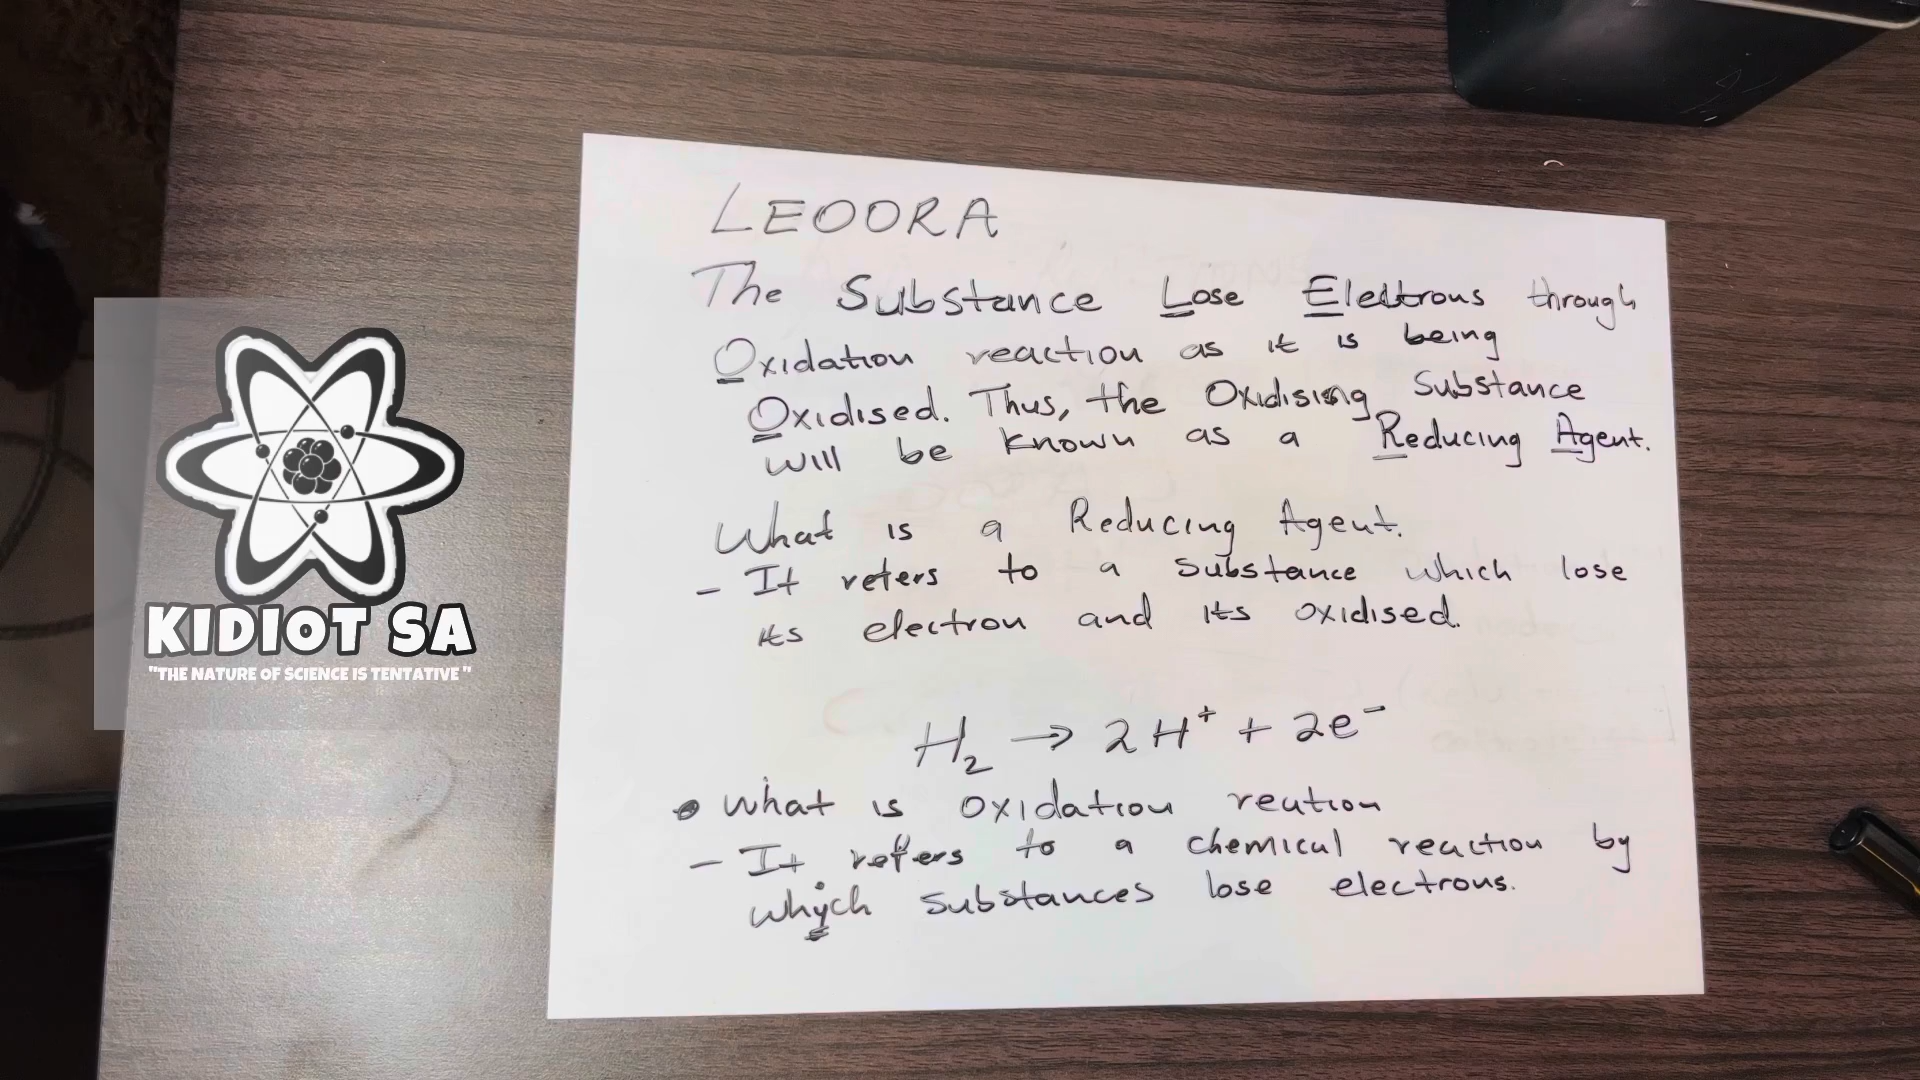 LEOORA
The Substance Lose Electrons through
Oxidation reaction as it is being
Oxidised. Thus, the Oxidising Substance
will be known as a Reducing Agent.
What is a Reducing Agent.
- It refers to a substance which lose
its electron and its oxidised.
H₂ → 2H⁺ + 2e⁻
• What is oxidation reaction
- It refers to a chemical reaction by
which substances lose electrons.
KIDIOT SA
"THE NATURE OF SCIENCE IS TENTATIVE"